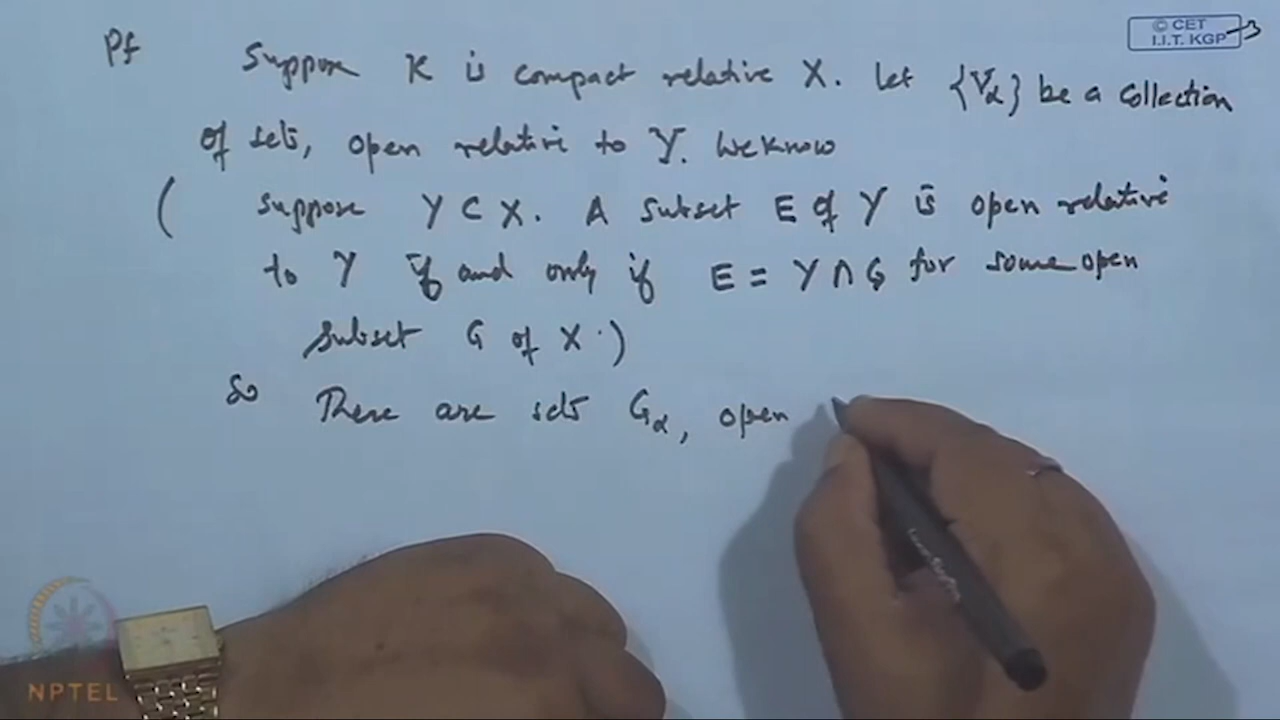 © CET
I.I.T. KGP
Pf Suppose K is compact relative X. Let {Vα} be a collection
of sets, open relative to Y. We know
( Suppose Y ⊂ X. A subset E of Y is open relative
to Y if and only if E = Y ∩ G for some open
subset G of X.)
So There are sets Gα, open
NPTEL